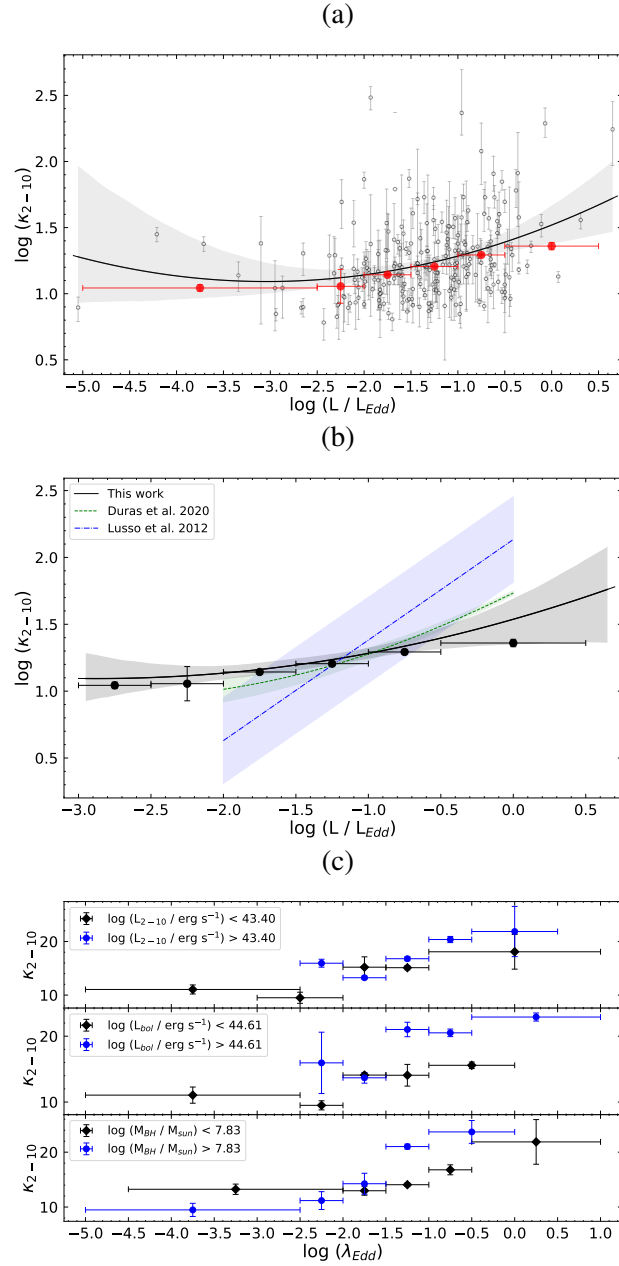 (a)
2.5
2.0
1.5
1.0
0.5
log (κ2−10)
−5.0 −4.5 −4.0 −3.5 −3.0 −2.5 −2.0 −1.5 −1.0 −0.5 0.0 0.5
log (L / LEdd)
(b)
This work
Duras et al. 2020
Lusso et al. 2012
2.5
2.0
1.5
1.0
0.5
log (κ2−10)
−3.0 −2.5 −2.0 −1.5 −1.0 −0.5 0.0 0.5
log (L / LEdd)
(c)
log (L2−10 / erg s−1) < 43.40
log (L2−10 / erg s−1) > 43.40
20
10
κ2−10
log (Lbol / erg s−1) < 44.61
log (Lbol / erg s−1) > 44.61
20
10
κ2−10
log (MBH / Msun) < 7.83
log (MBH / Msun) > 7.83
20
10
κ2−10
−5.0 −4.5 −4.0 −3.5 −3.0 −2.5 −2.0 −1.5 −1.0 −0.5 0.0 0.5 1.0
log (λEdd)